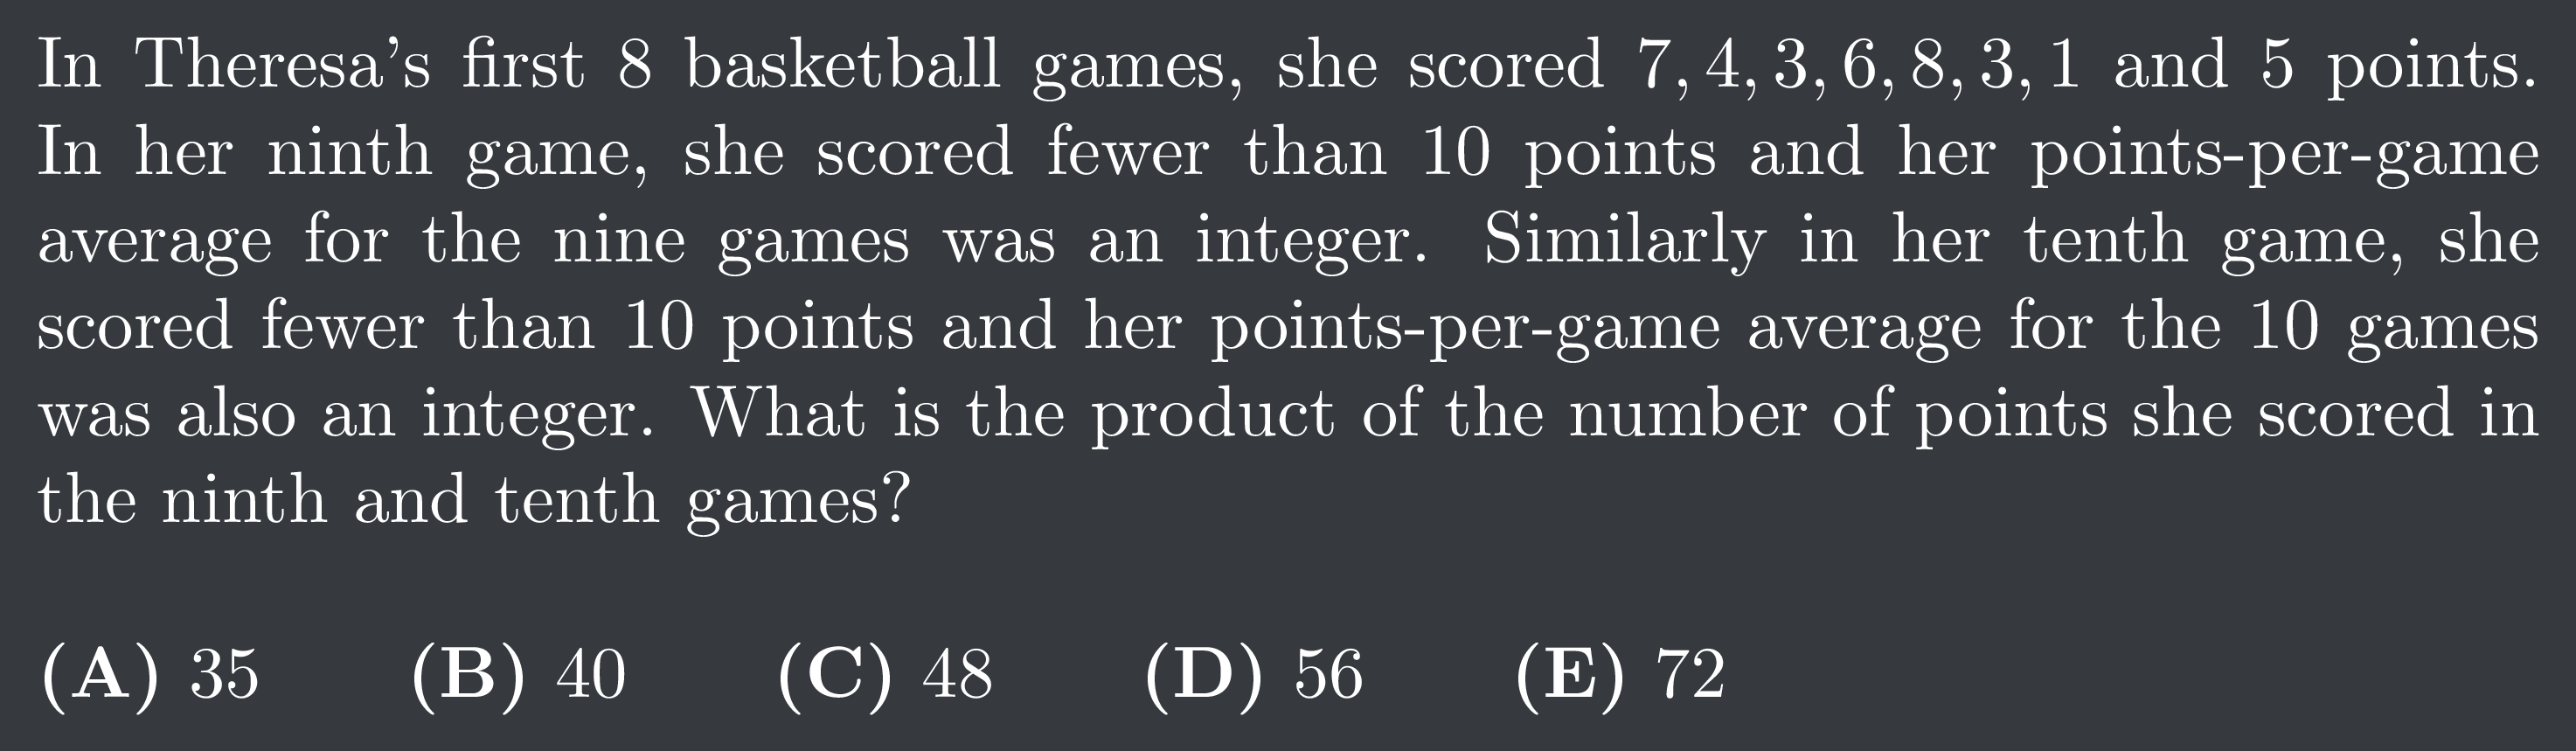 In Theresa's first 8 basketball games, she scored 7, 4, 3, 6, 8, 3, 1 and 5 points.
In her ninth game, she scored fewer than 10 points and her points-per-game
average for the nine games was an integer. Similarly in her tenth game, she
scored fewer than 10 points and her points-per-game average for the 10 games
was also an integer. What is the product of the number of points she scored in
the ninth and tenth games?
(A) 35 (B) 40 (C) 48 (D) 56 (E) 72